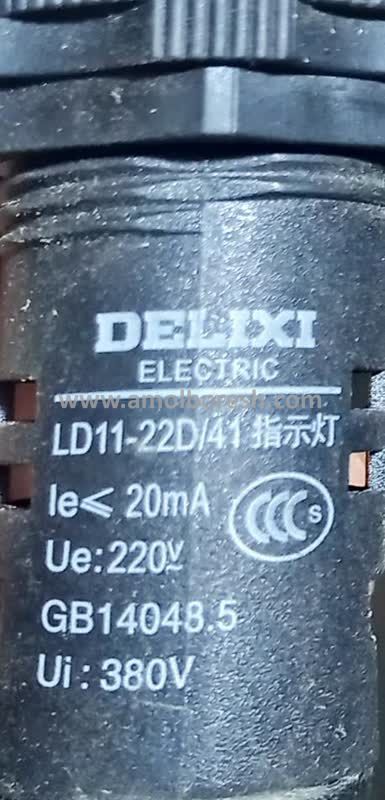 DELIXI
ELECTRIC
www.amolbcresh.com
LD11-22D/41 指示灯
Ie≤ 20mA
CCC S
Ue:220V~
GB14048.5
Ui: 380V